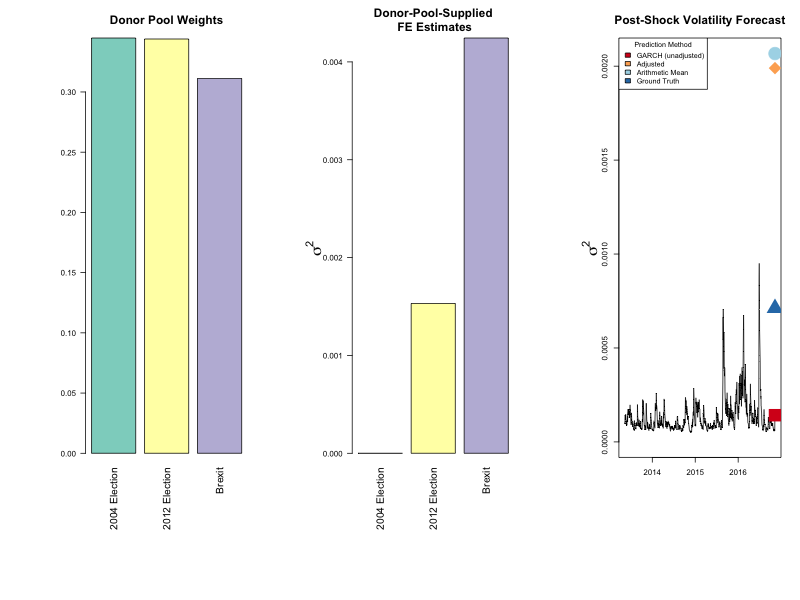 Donor Pool Weights
0.30
0.25
0.20
0.15
0.10
0.05
0.00
2004 Election
2012 Election
Brexit
Donor-Pool-Supplied
FE Estimates
σ2
0.004
0.003
0.002
0.001
0.000
2004 Election
2012 Election
Brexit
Post-Shock Volatility Forecast
Prediction Method
GARCH (unadjusted)
Adjusted
Arithmetic Mean
Ground Truth
σ2
0.0020
0.0015
0.0010
0.0005
0.0000
2014
2015
2016